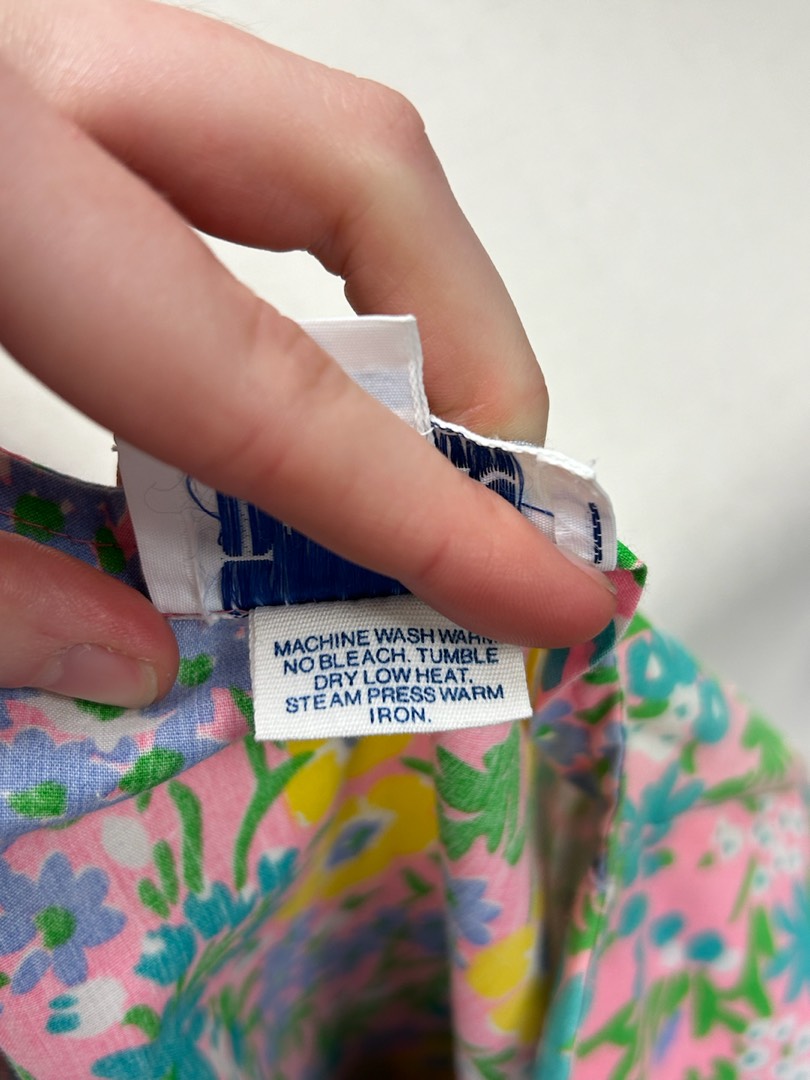 MACHINE WASH WARM.
NO BLEACH. TUMBLE
DRY LOW HEAT.
STEAM PRESS WARM
IRON.